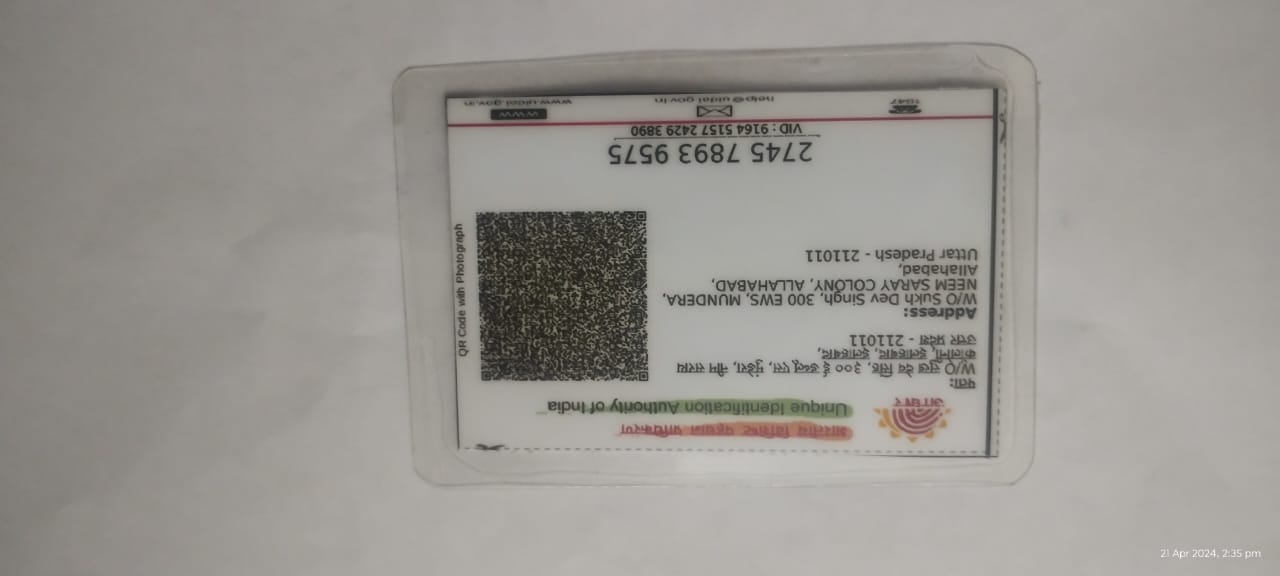 भारतीय विशिष्ट पहचान प्राधिकरण
Unique Identification Authority of India
आधार
पता:
W/O सुख देव सिंह, ३०० ई डब्लू एस, मुंडेरा, नीम सराय
कॉलोनी, इलाहाबाद, इलाहाबाद,
उत्तर प्रदेश - 211011
Address:
W/O Sukh Dev Singh, 300 EWS, MUNDERA,
NEEM SARAY COLONY, ALLAHABAD,
Allahabad,
Uttar Pradesh - 211011
QR Code with Photograph
2745 7893 9575
VID : 9164 5157 2429 3890
1947
help@uidai.gov.in
www
www.uidai.gov.in
21 Apr 2024, 2:35 pm